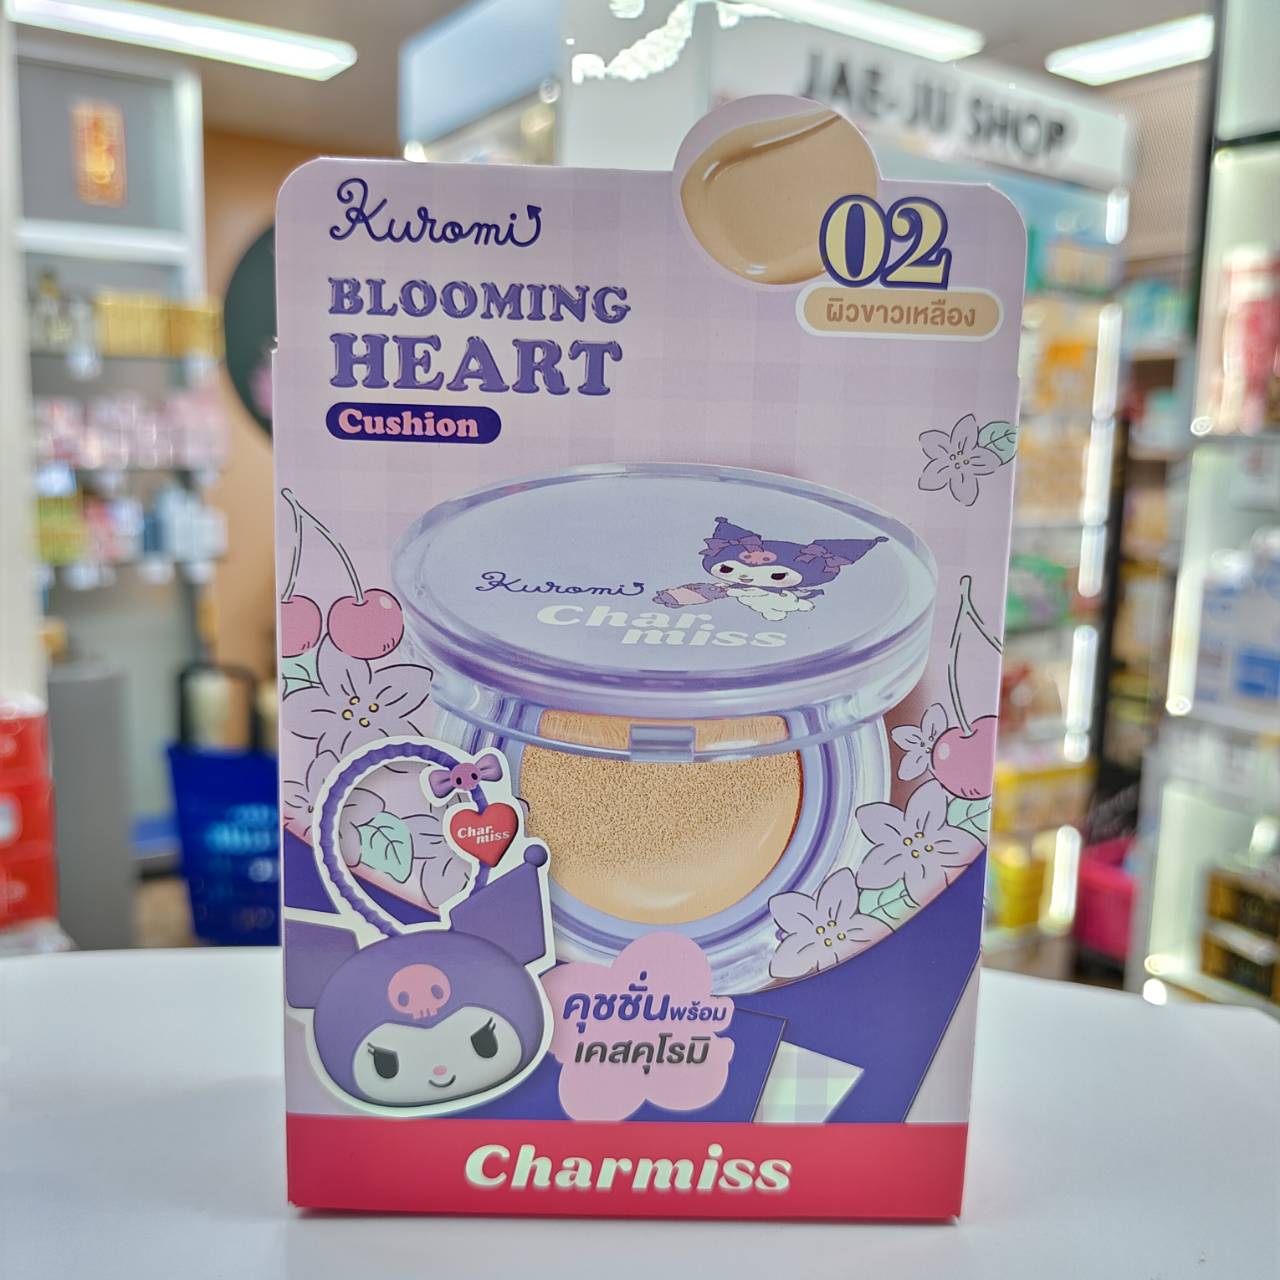 JAE-JU SHOP
Kuromi
BLOOMING
HEART
Cushion
02
ผิวขาวเหลือง
Kuromi
Char
miss
Char
miss
คุชชั่นพร้อม
เคสคุโรมิ
Charmiss